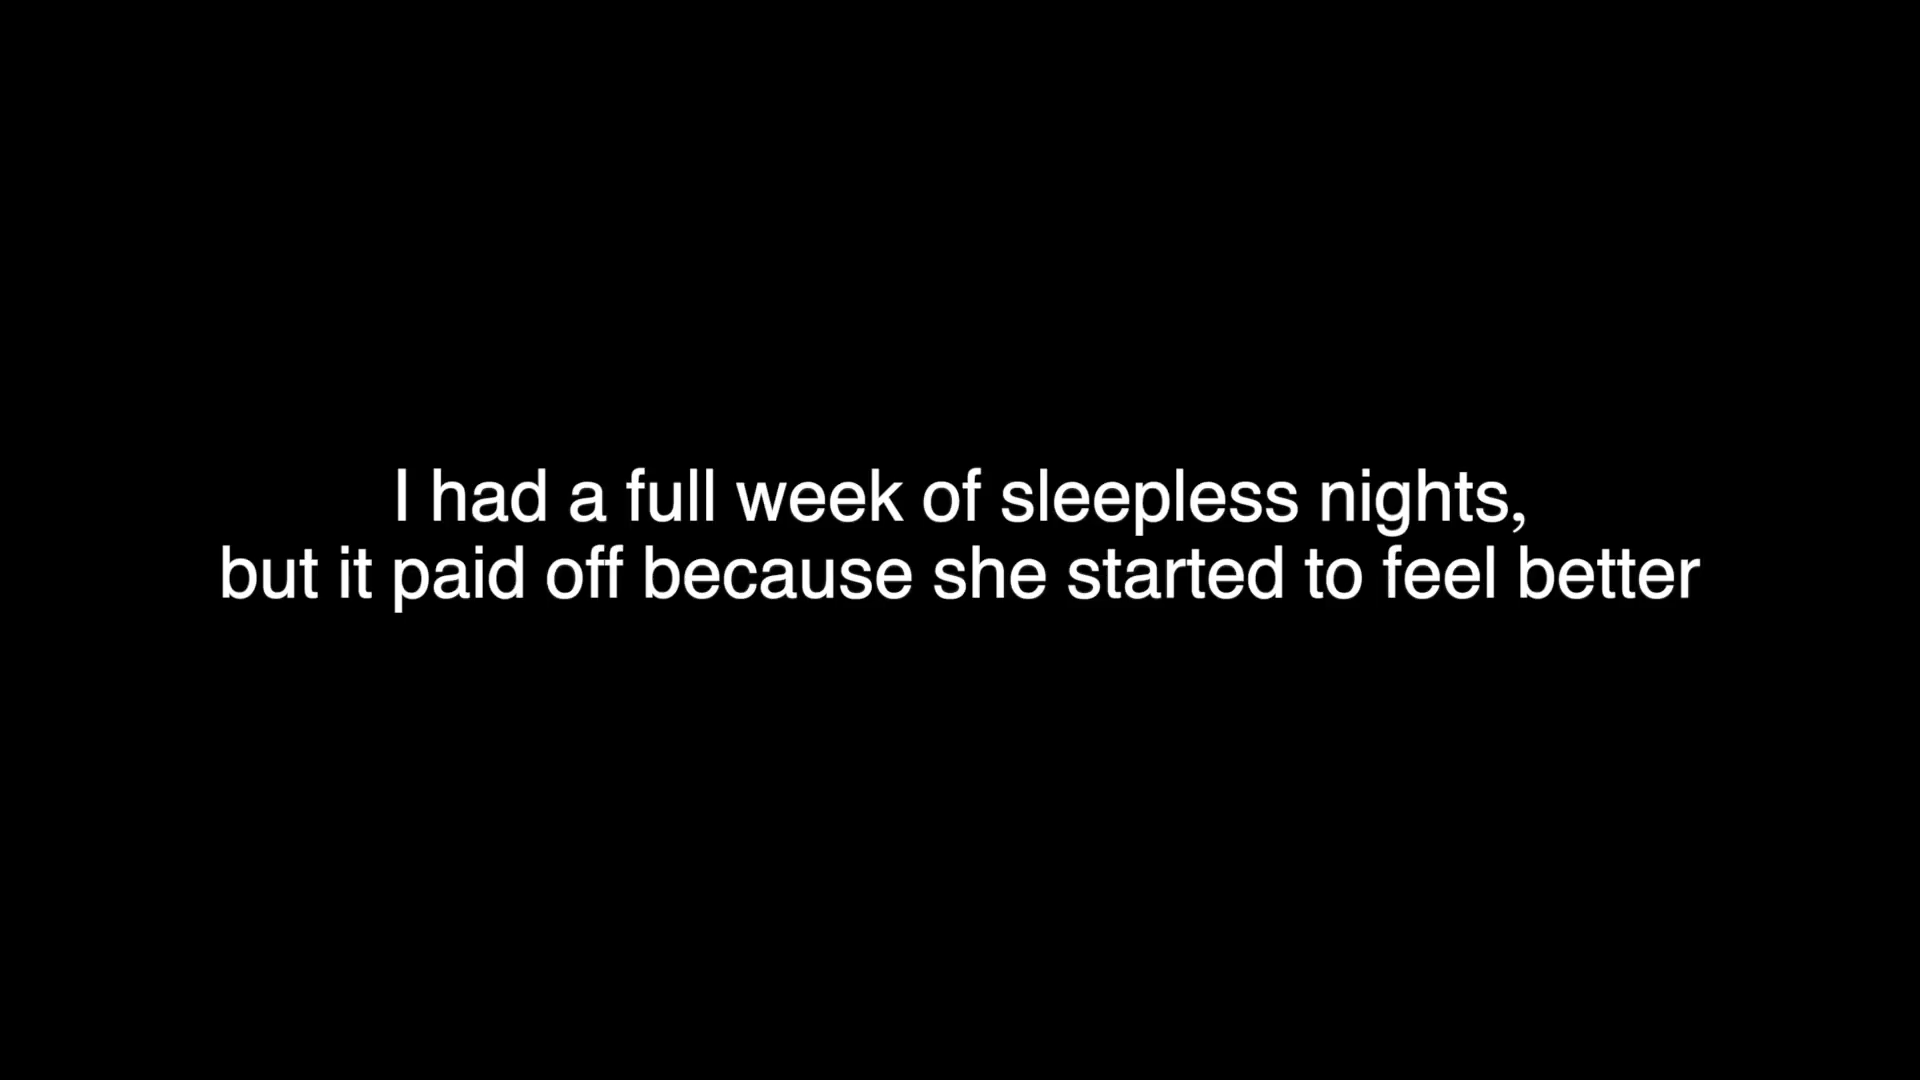 I had a full week of sleepless nights,
but it paid off because she started to feel better